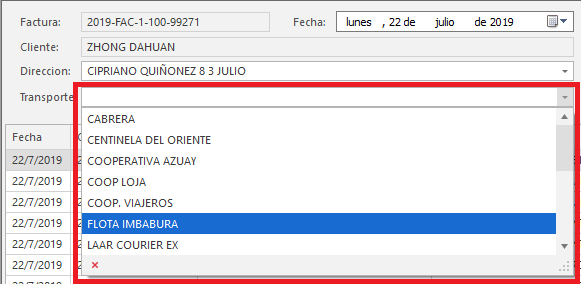 Factura: 2019-FAC-1-100-99271 Fecha: lunes , 22 de julio de 2019
Cliente: ZHONG DAHUAN
Direccion: CIPRIANO QUIÑONEZ 8 3 JULIO
Transporte
CABRERA
Fecha
CENTINELA DEL ORIENTE
22/7/2019 COOPERATIVA AZUAY
22/7/2019 COOP LOJA
22/7/2019 COOP. VIAJEROS
22/7/2019 FLOTA IMBABURA
22/7/2019 LAAR COURIER EX
22/7/2019